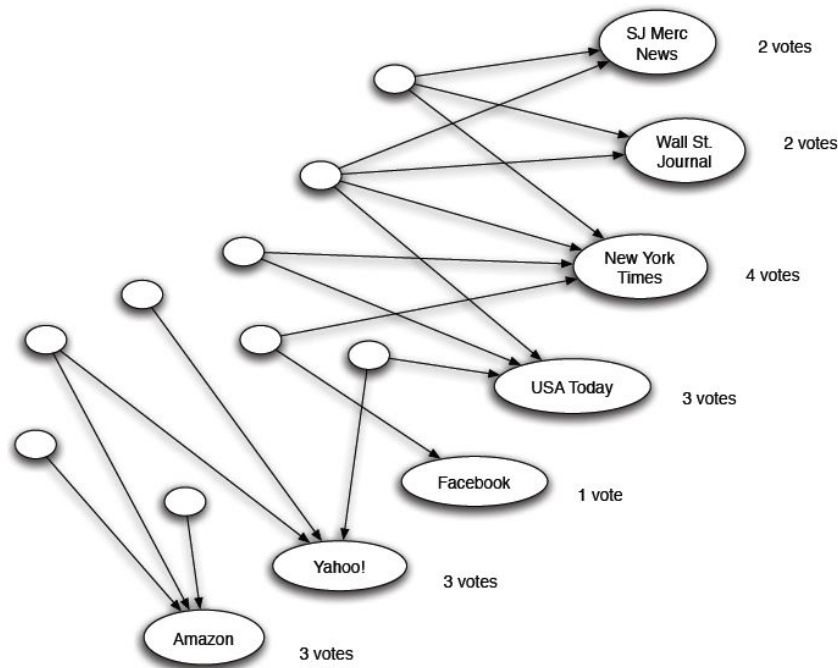 SJ Merc
News
2 votes
Wall St.
Journal
2 votes
New York
Times
4 votes
USA Today
3 votes
Facebook
1 vote
Yahoo!
3 votes
Amazon
3 votes